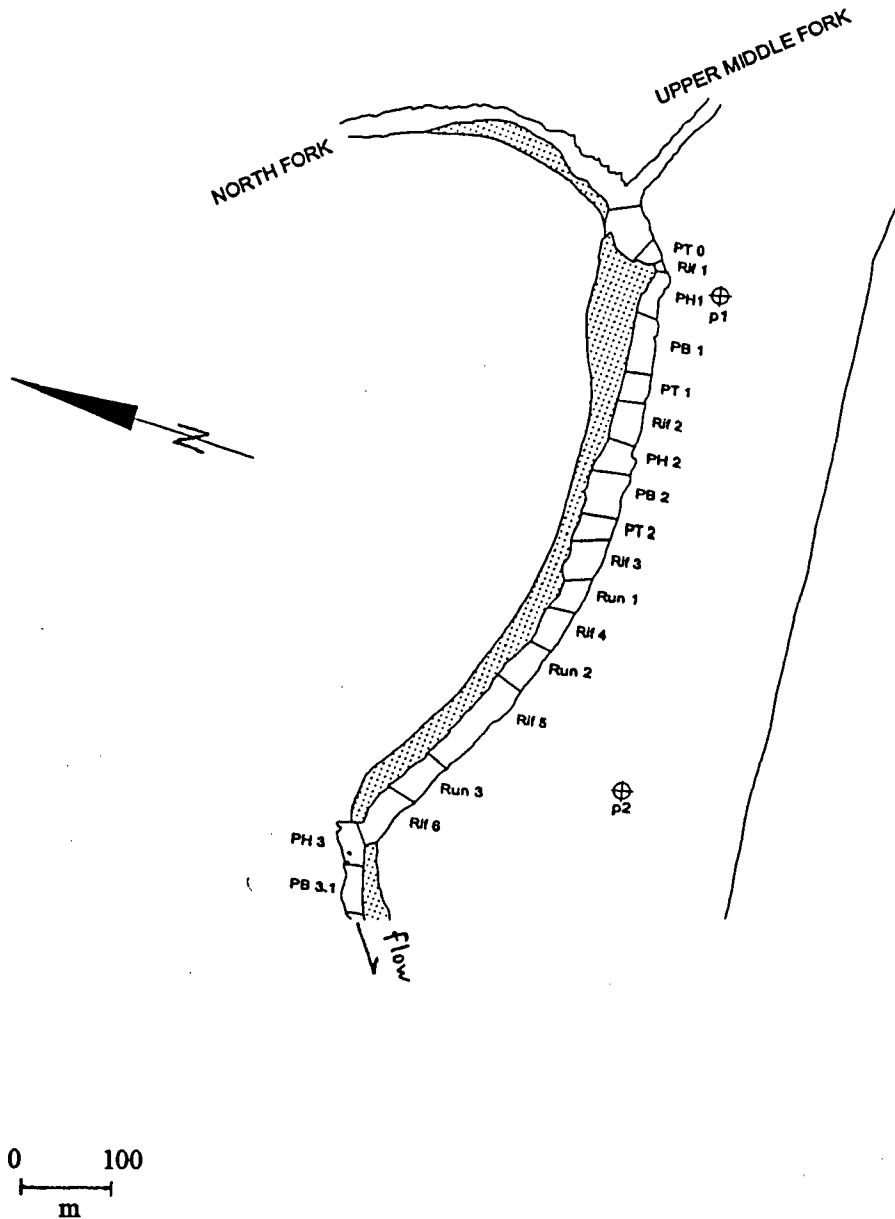 UPPER MIDDLE FORK
NORTH FORK
PT 0
Rif 1
PH1
p1
PB 1
PT 1
Rif 2
N
PH 2
PB 2
PT 2
Rif 3
Run 1
Rif 4
Run 2
Rif 5
Run 3
p2
Rif 6
PH 3
PB 3.1
flow
0 100
m